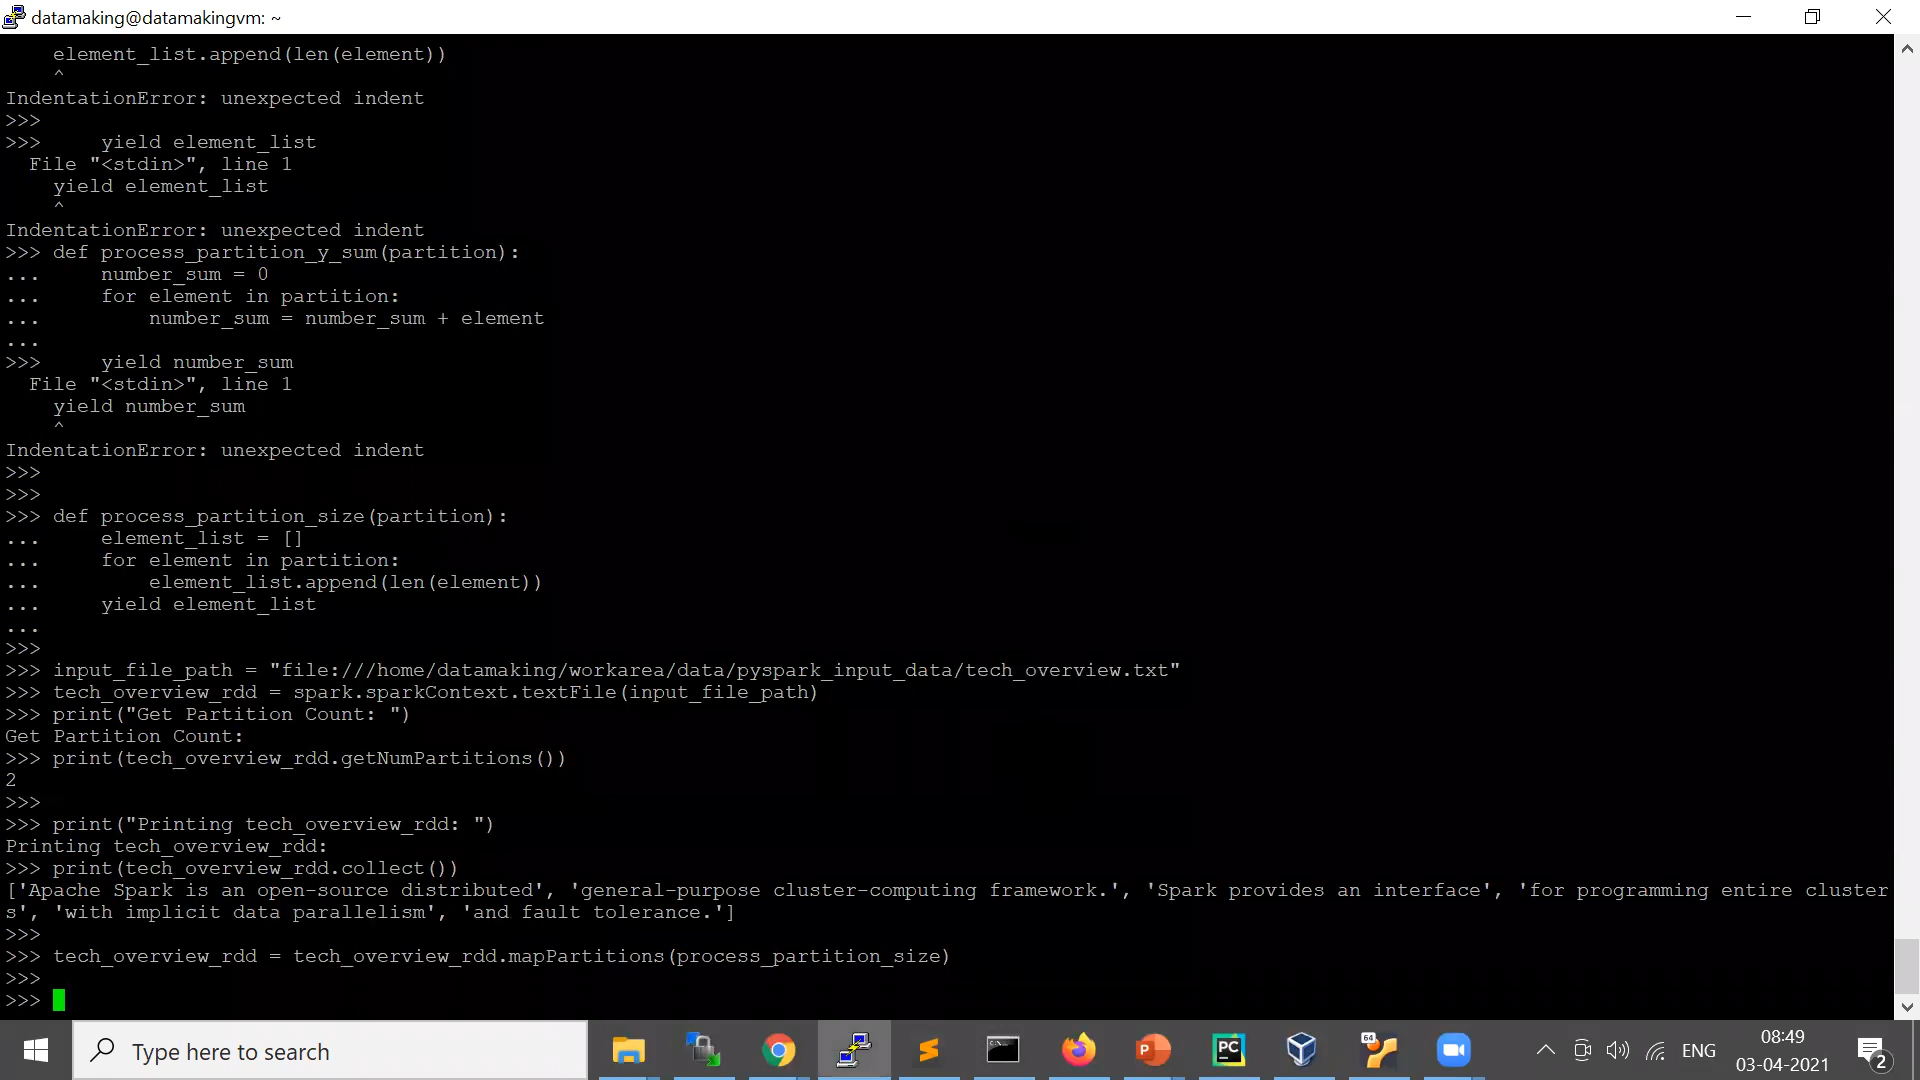 datamaking@datamakingvm: ~
    element_list.append(len(element))
    ^
IndentationError: unexpected indent
>>>
>>>     yield element_list
  File "<stdin>", line 1
    yield element_list
    ^
IndentationError: unexpected indent
>>> def process_partition_y_sum(partition):
...     number_sum = 0
...     for element in partition:
...         number_sum = number_sum + element
...
>>>     yield number_sum
  File "<stdin>", line 1
    yield number_sum
    ^
IndentationError: unexpected indent
>>>
>>>
>>> def process_partition_size(partition):
...     element_list = []
...     for element in partition:
...         element_list.append(len(element))
...     yield element_list
...
>>>
>>> input_file_path = "file:///home/datamaking/workarea/data/pyspark_input_data/tech_overview.txt"
>>> tech_overview_rdd = spark.sparkContext.textFile(input_file_path)
>>> print("Get Partition Count: ")
Get Partition Count:
>>> print(tech_overview_rdd.getNumPartitions())
2
>>>
>>> print("Printing tech_overview_rdd: ")
Printing tech_overview_rdd:
>>> print(tech_overview_rdd.collect())
['Apache Spark is an open-source distributed', 'general-purpose cluster-computing framework.', 'Spark provides an interface', 'for programming entire cluster
s', 'with implicit data parallelism', 'and fault tolerance.']
>>>
>>> tech_overview_rdd = tech_overview_rdd.mapPartitions(process_partition_size)
>>>
>>>
Type here to search
64
P
PC
ENG
08:49
03-04-2021
2